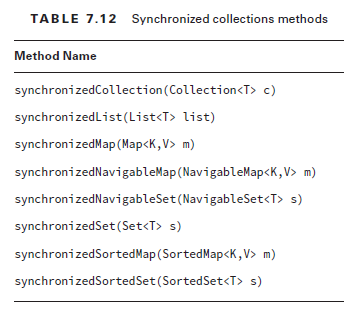 TABLE 7.12 Synchronized collections methods
Method Name
synchronizedCollection(Collection<T> c)
synchronizedList(List<T> list)
synchronizedMap(Map<K,V> m)
synchronizedNavigableMap(NavigableMap<K,V> m)
synchronizedNavigableSet(NavigableSet<T> s)
synchronizedSet(Set<T> s)
synchronizedSortedMap(SortedMap<K,V> m)
synchronizedSortedSet(SortedSet<T> s)